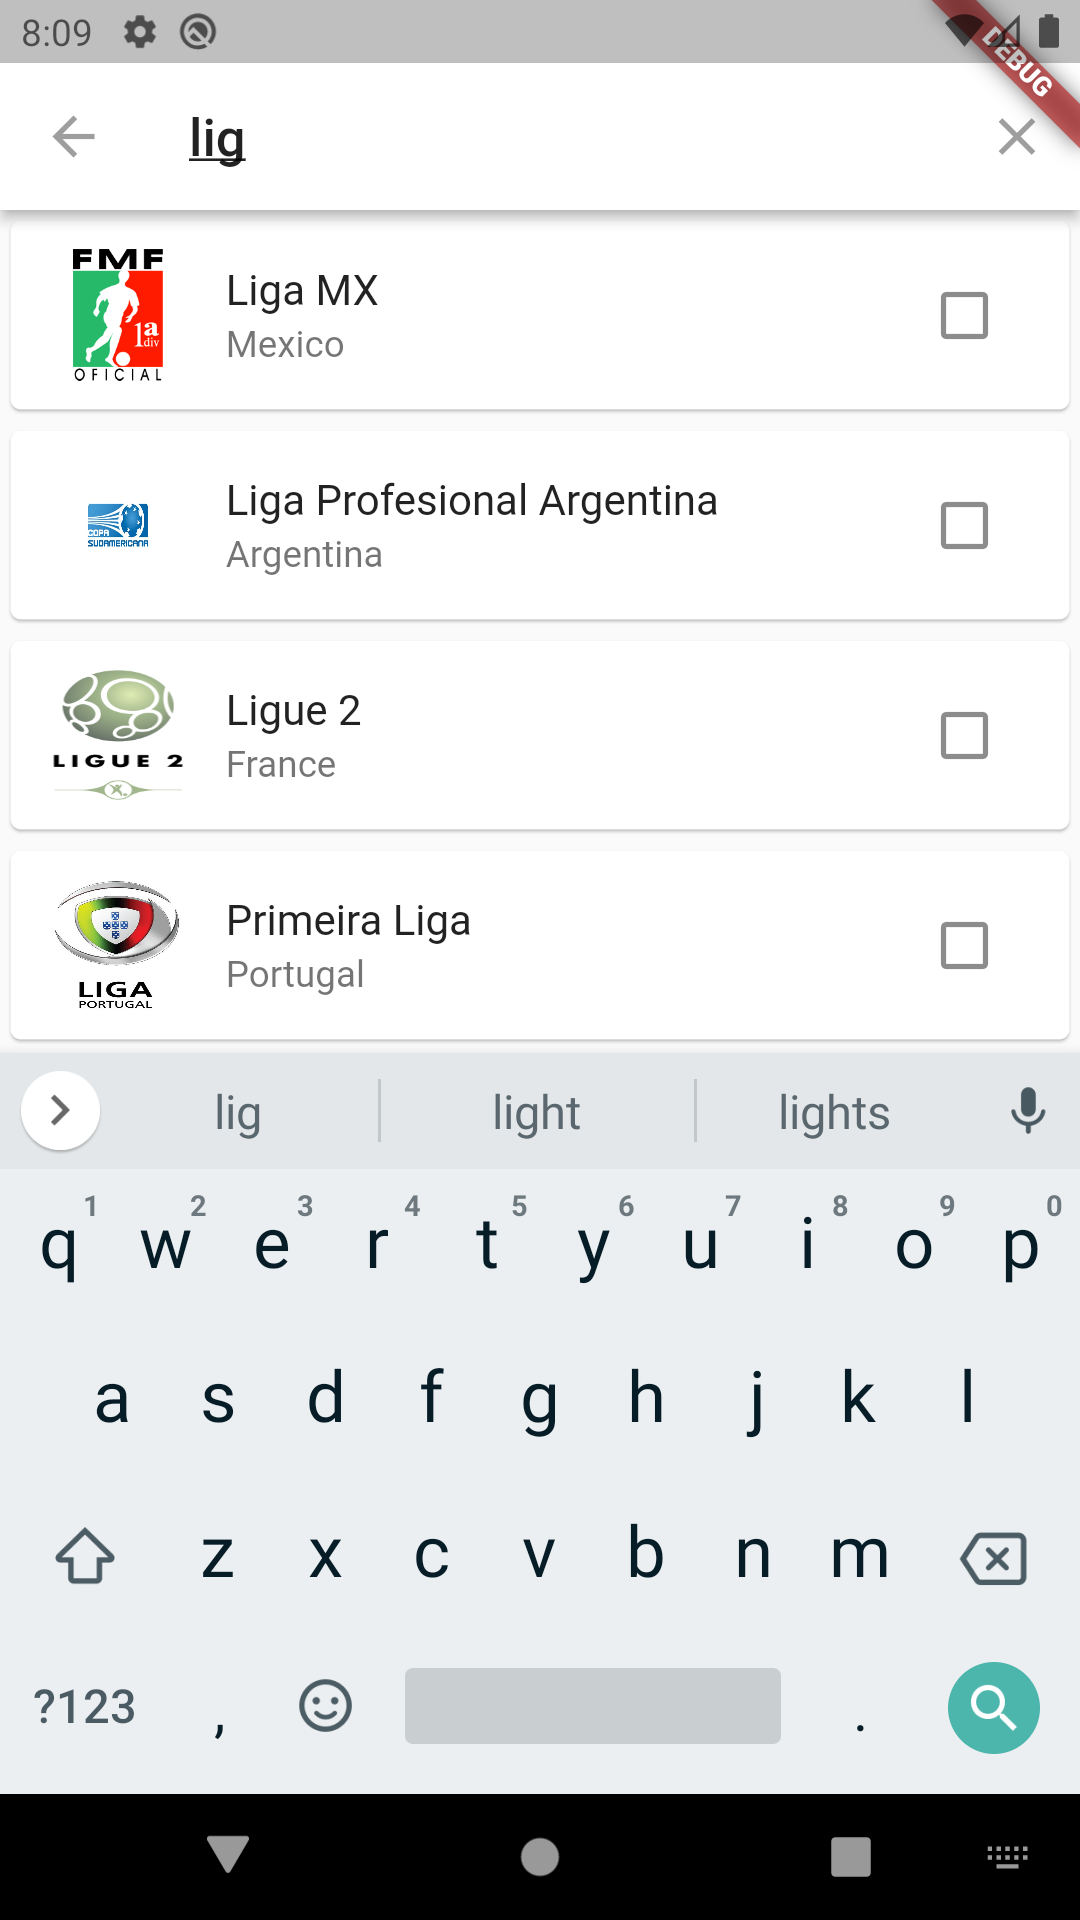 8:09
DEBUG
lig
FMF
1a
div
OFICIAL
Liga MX
Mexico
COPA
SUDAMERICANA
Liga Profesional Argentina
Argentina
LIGUE 2
Ligue 2
France
LIGA
PORTUGAL
Primeira Liga
Portugal
lig light lights
1 2 3 4 5 6 7 8 9 0
q w e r t y u i o p
a s d f g h j k l
z x c v b n m
?123 , .